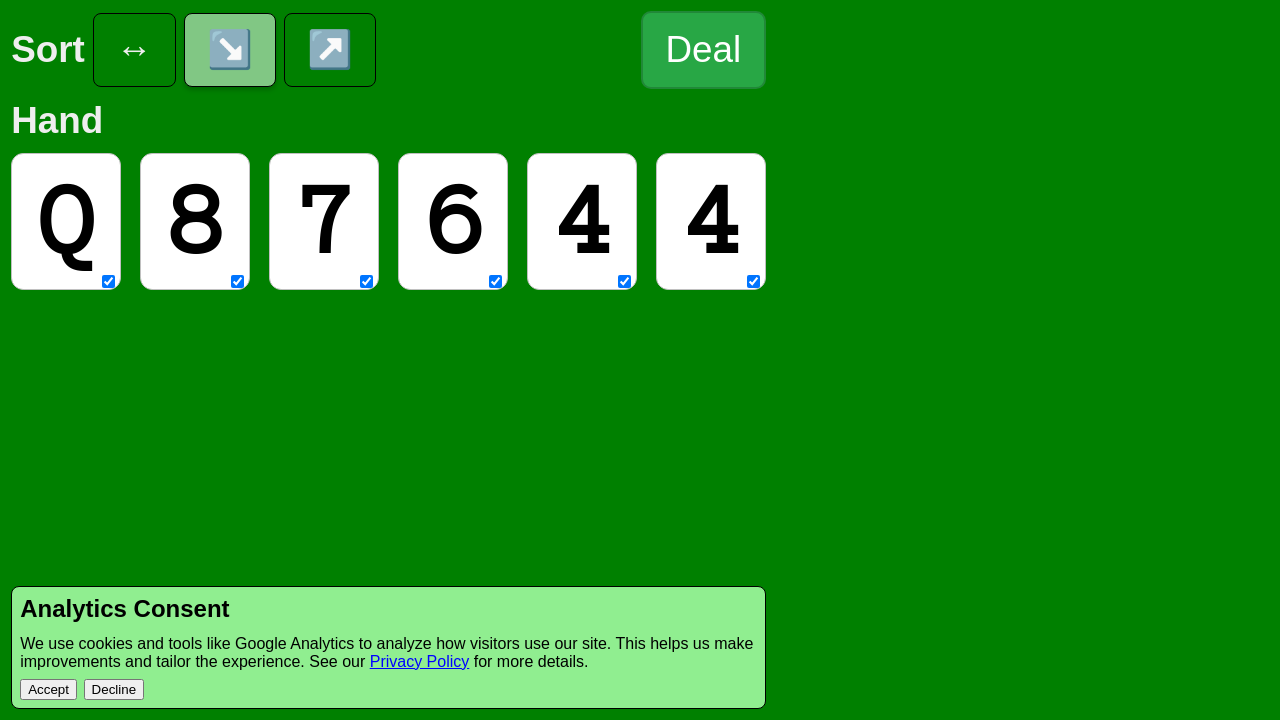 Sort ↔ ↘️ ↗️ Deal
Hand
Q 8 7 6 4 4
Analytics Consent
We use cookies and tools like Google Analytics to analyze how visitors use our site. This helps us make
improvements and tailor the experience. See our Privacy Policy for more details.
Accept Decline